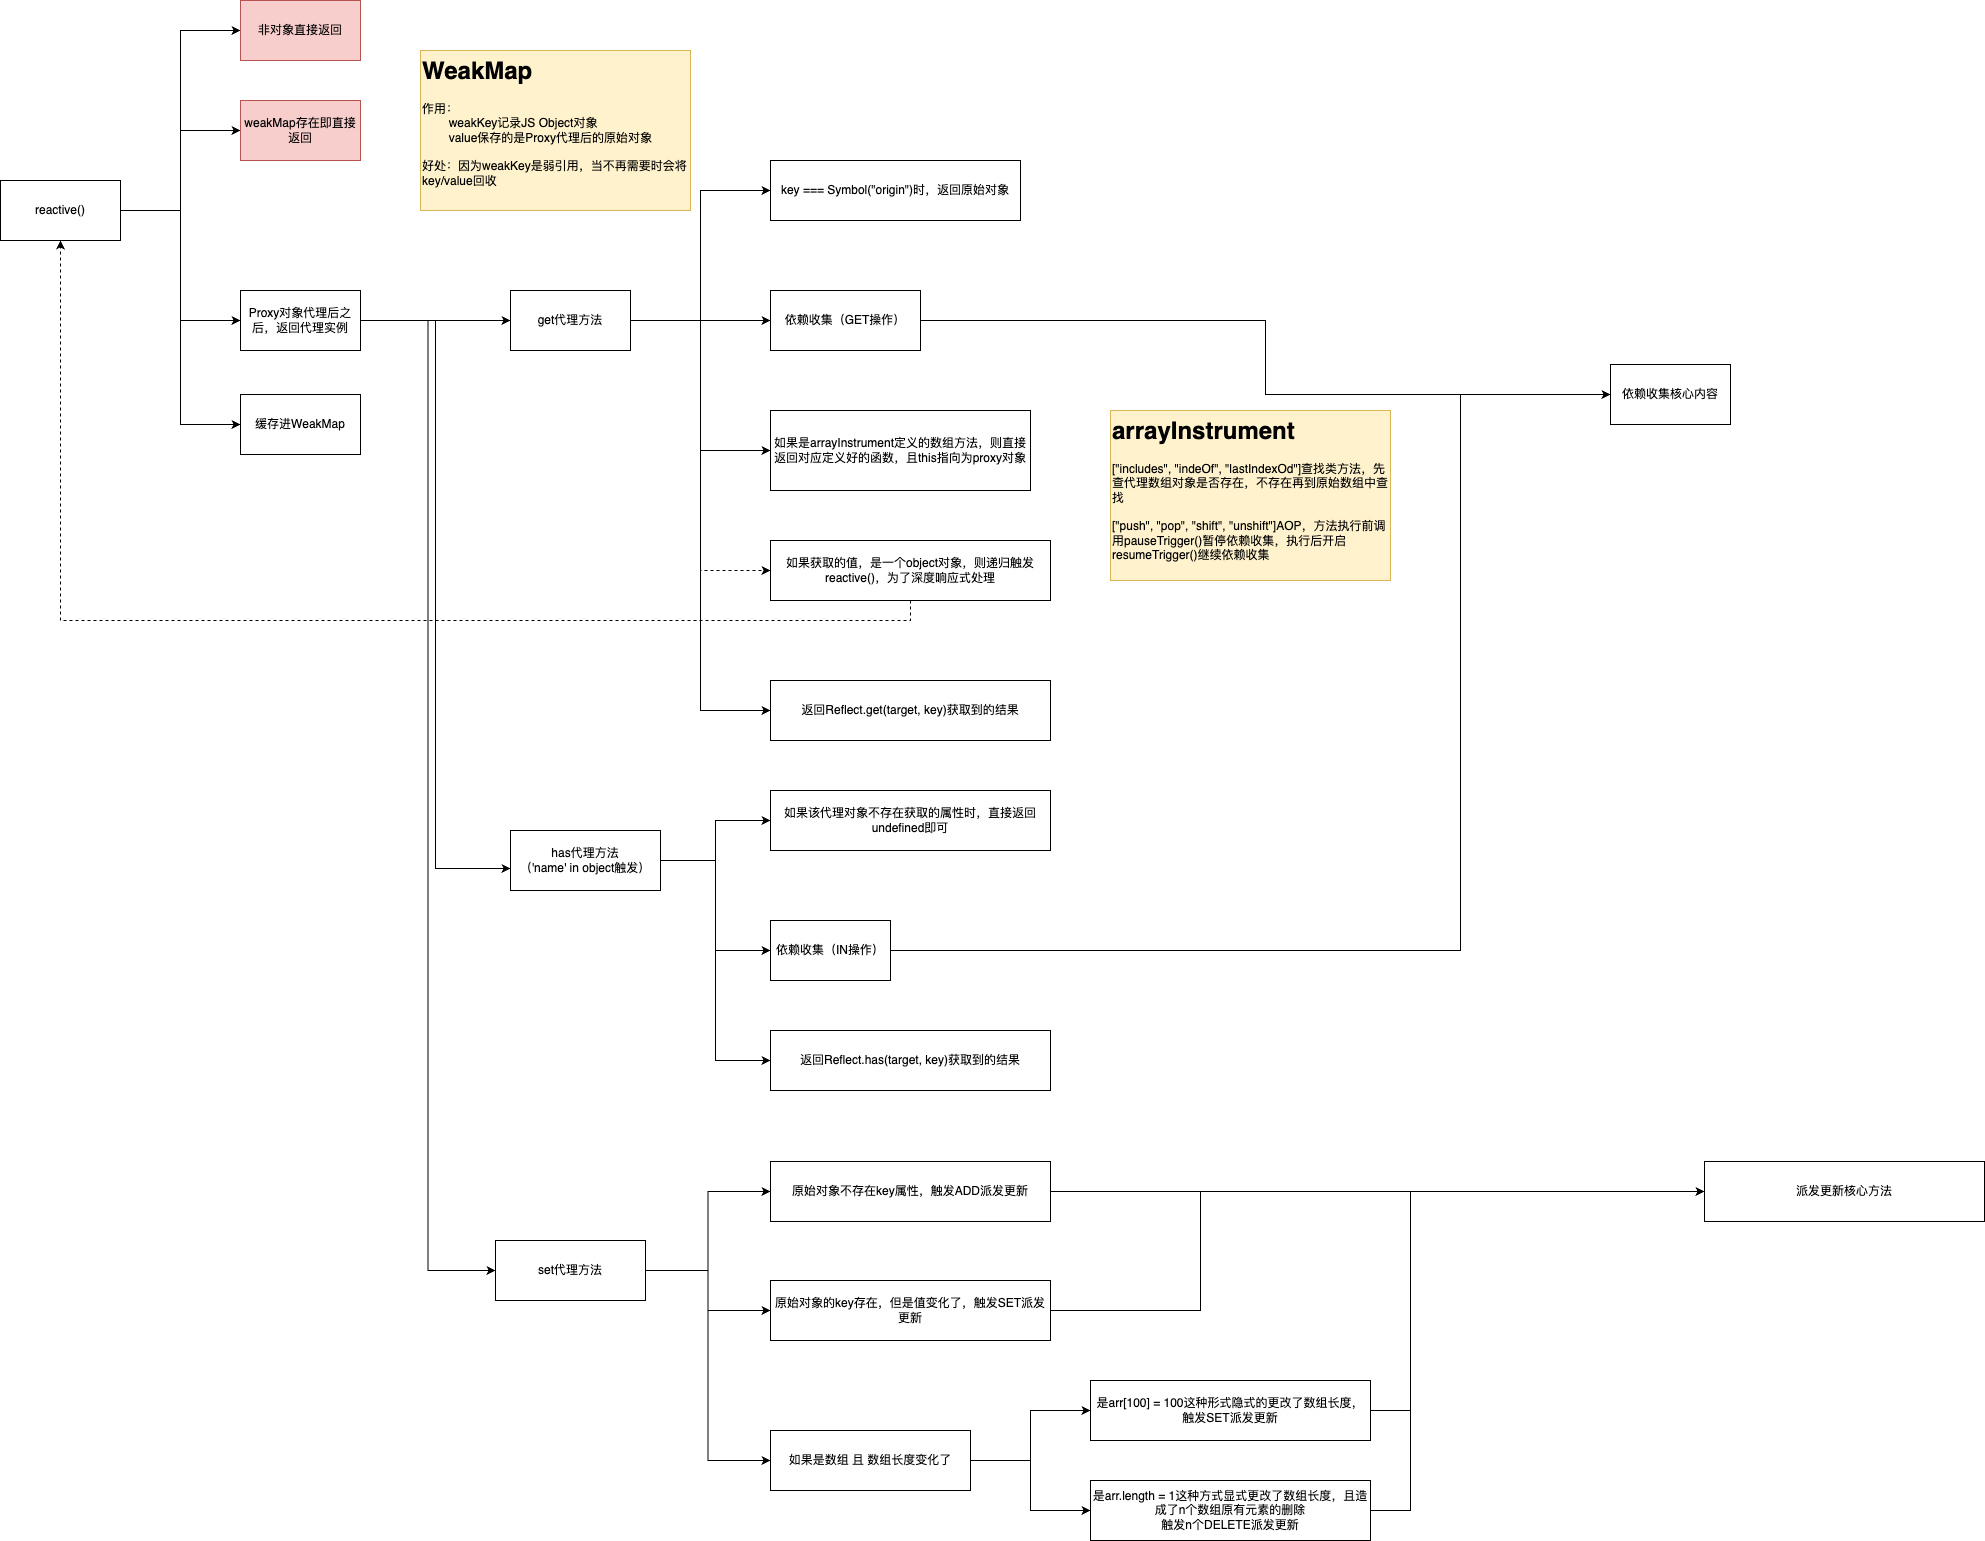 非对象直接返回
weakMap存在即直接
返回
reactive()
Proxy对象代理后之
后，返回代理实例
缓存进WeakMap
WeakMap
作用：
weakKey记录JS Object对象
value保存的是Proxy代理后的原始对象
好处：因为weakKey是弱引用，当不再需要时会将
key/value回收
get代理方法
key === Symbol("origin")时，返回原始对象
依赖收集（GET操作）
如果是arrayInstrument定义的数组方法，则直接
返回对应定义好的函数，且this指向为proxy对象
如果获取的值，是一个object对象，则递归触发
reactive()，为了深度响应式处理
返回Reflect.get(target, key)获取到的结果
arrayInstrument
["includes", "indeOf", "lastIndexOd"]查找类方法，先
查代理数组对象是否存在，不存在再到原始数组中查
找
["push", "pop", "shift", "unshift"]AOP，方法执行前调
用pauseTrigger()暂停依赖收集，执行后开启
resumeTrigger()继续依赖收集
依赖收集核心内容
has代理方法
（'name' in object触发）
如果该代理对象不存在获取的属性时，直接返回
undefined即可
依赖收集（IN操作）
返回Reflect.has(target, key)获取到的结果
set代理方法
原始对象不存在key属性，触发ADD派发更新
原始对象的key存在，但是值变化了，触发SET派发
更新
如果是数组 且 数组长度变化了
是arr[100] = 100这种形式隐式的更改了数组长度，
触发SET派发更新
是arr.length = 1这种方式显式更改了数组长度，且造
成了n个数组原有元素的删除
触发n个DELETE派发更新
派发更新核心方法